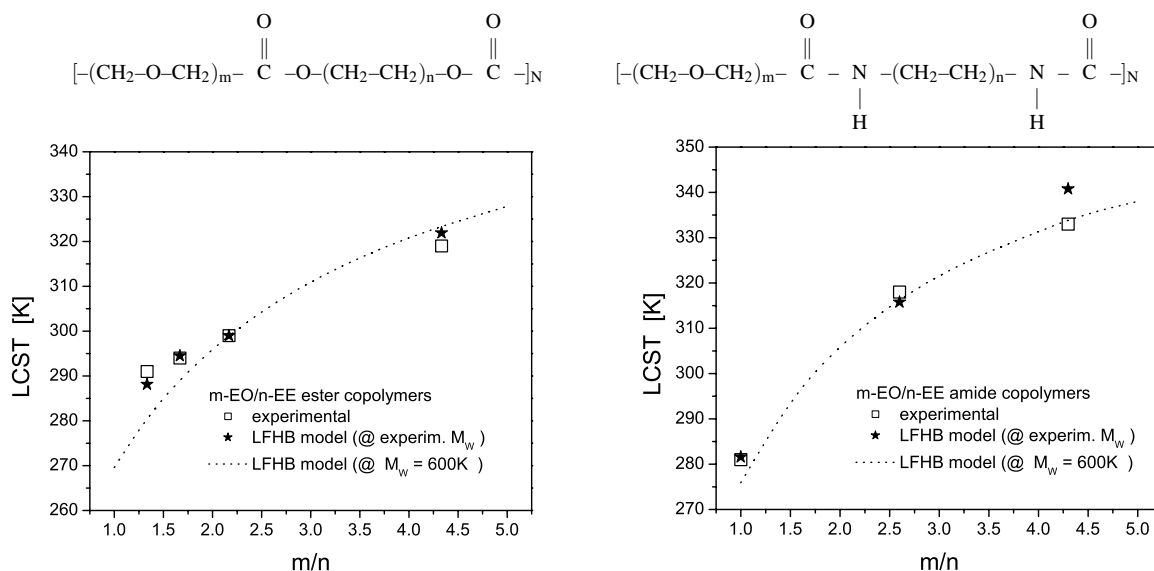 O O
|| ||
[–(CH2–O–CH2)m– C –O–(CH2–CH2)n–O– C –]N
O O
|| ||
[–(CH2–O–CH2)m– C – N –(CH2–CH2)n– N – C –]N
| |
H H
340
330
320
310
300
290
280
270
260
LCST [K]
m-EO/n-EE ester copolymers
experimental
LFHB model (@ experim. MW )
LFHB model (@ MW = 600K )
1.0 1.5 2.0 2.5 3.0 3.5 4.0 4.5 5.0
m/n
350
340
330
320
310
300
290
280
270
LCST [K]
m-EO/n-EE amide copolymers
experimental
LFHB model (@ experim. MW )
LFHB model (@ MW = 600K )
1.0 1.5 2.0 2.5 3.0 3.5 4.0 4.5 5.0
m/n